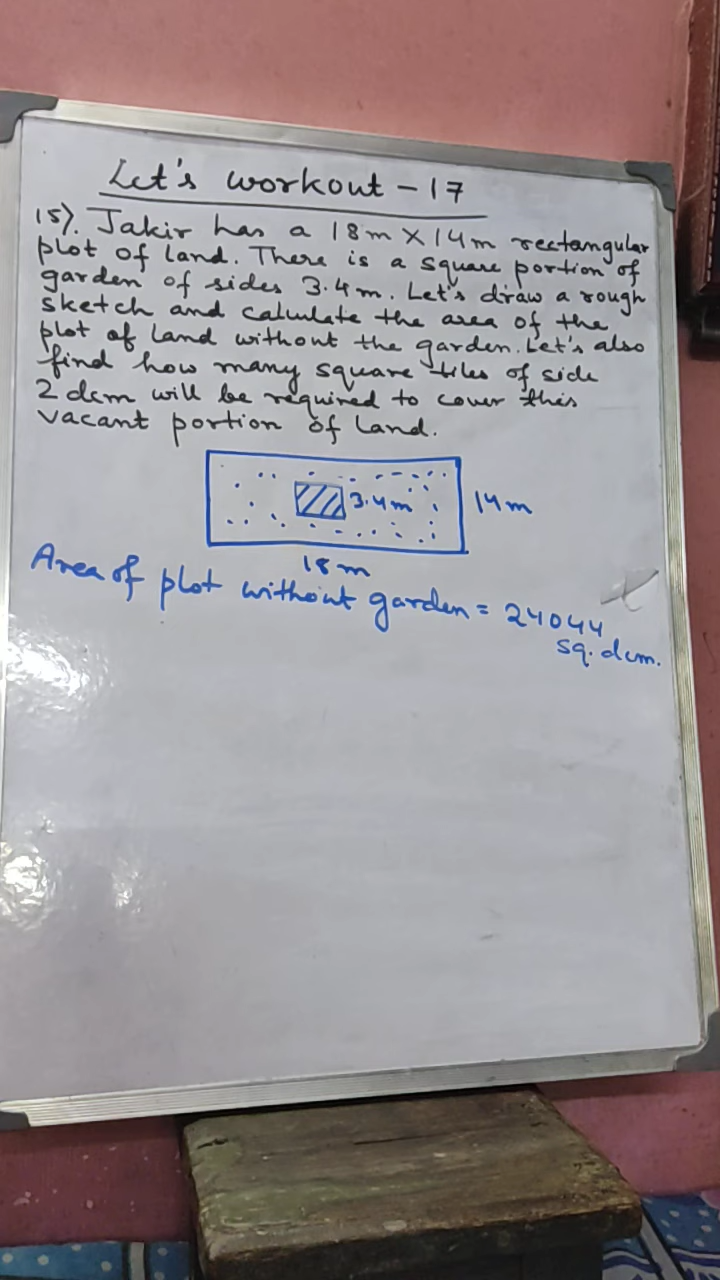 Let's workout - 17
15). Jakir has a 18m X 14m rectangular
plot of land. There is a square portion of
garden of sides 3.4m. Let's draw a rough
sketch and calculate the area of the
plot of land without the garden. Let's also
find how many square tiles of side
2 dcm will be required to cover this
vacant portion of land.
3.4m
14m
18m
Area of plot without garden = 24044
sq. dcm.